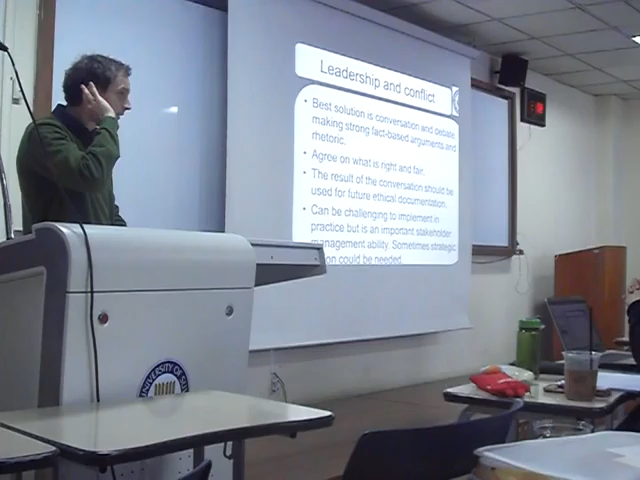 Leadership and conflict
• Best solution is conversation and debate
making strong fact-based arguments and
rhetoric.
• Agree on what is right and fair.
• The result of the conversation should be
used for future ethical documentation.
• Can be challenging to implement in
practice but is an important stakeholder
management ability. Sometimes strategic
could be needed.
UNIVERSITY OF